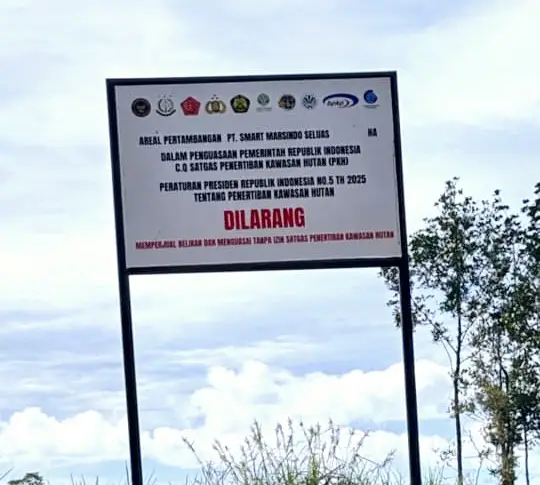 AREAL PERTAMBANGAN PT. SMART MARSINDO SELUAS HA
DALAM PENGUASAAN PEMERINTAH REPUBLIK INDONESIA
C.Q SATGAS PENERTIBAN KAWASAN HUTAN (PKH)
PERATURAN PRESIDEN REPUBLIK INDONESIA NO.5 TH 2025
TENTANG PENERTIBAN KAWASAN HUTAN
DILARANG
MEMPERJUAL BELIKAN DAN MENGUASAI TANPA IZIN SATGAS PENERTIBAN KAWASAN HUTAN